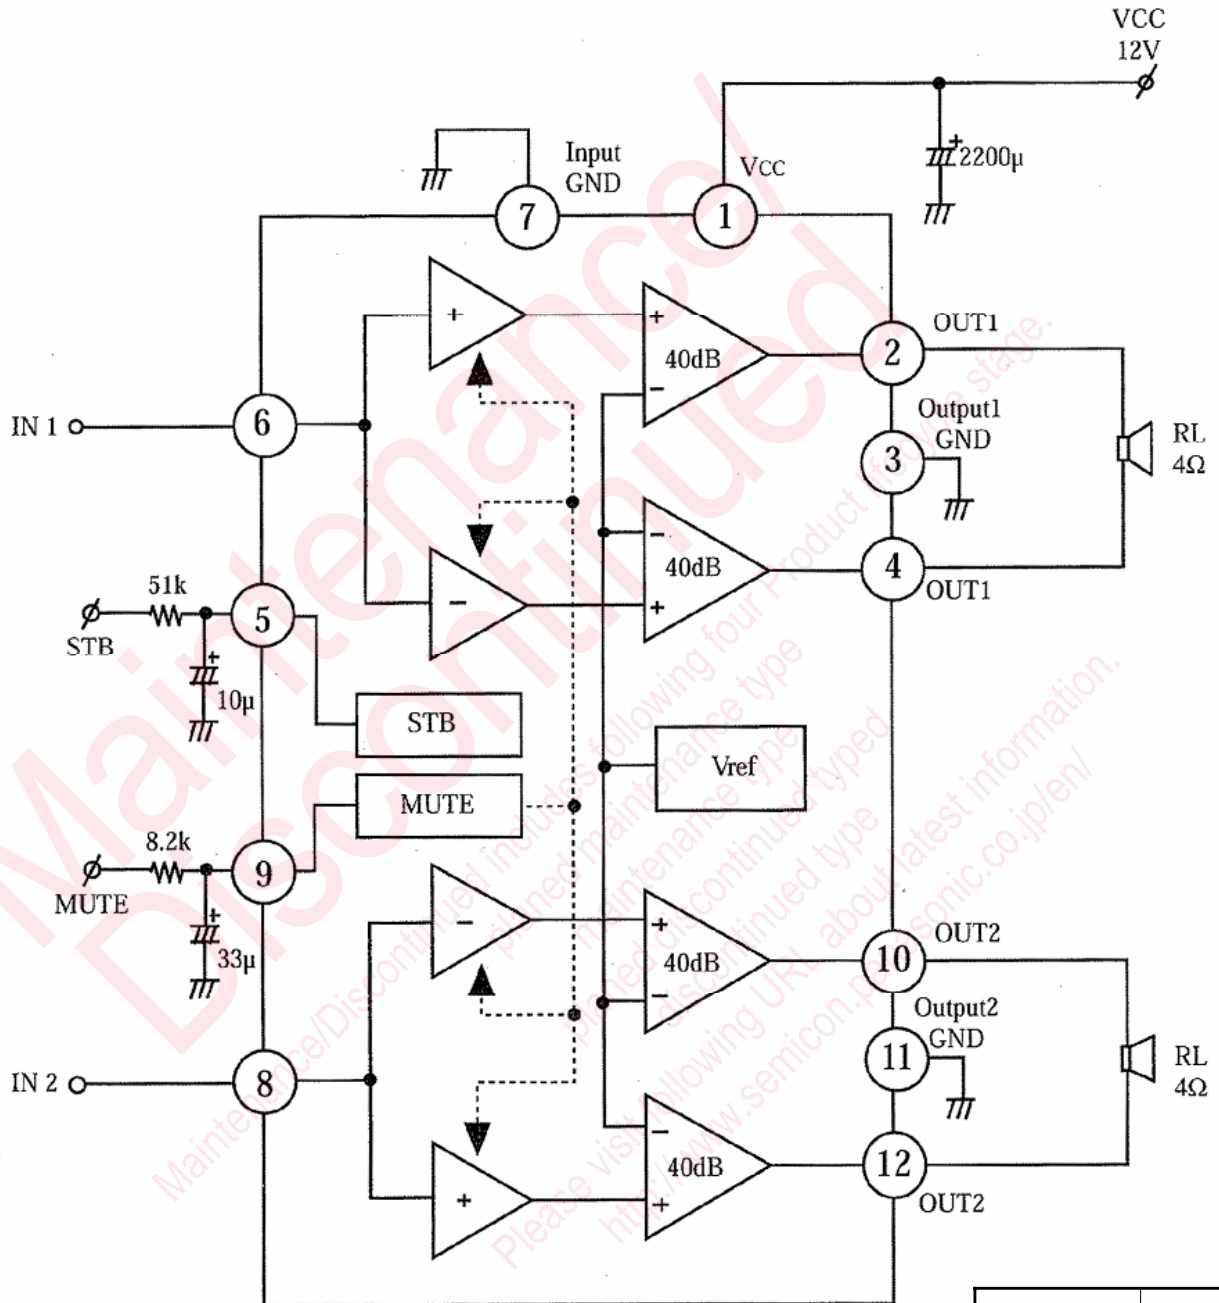 VCC
12V
2200μ
Input
GND
VCC
7
1
+
+
40dB
−
2
OUT1
IN 1
6
Output1
GND
3
RL
4Ω
−
40dB
+
4
OUT1
−
51k
STB
5
+
10μ
STB
Vref
MUTE
8.2k
MUTE
9
+
33μ
−
+
40dB
−
10
OUT2
Output2
GND
11
RL
4Ω
IN 2
8
+
−
40dB
+
12
OUT2
+
Maintenance/
Discontinued
Maintenance/Discontinued includes following four Product lifecycle stage.
planed maintenance type
maintenance type
planed discontinued typed
discontinued type
Please visit following URL about latest information.
http://www.semicon.panasonic.co.jp/en/